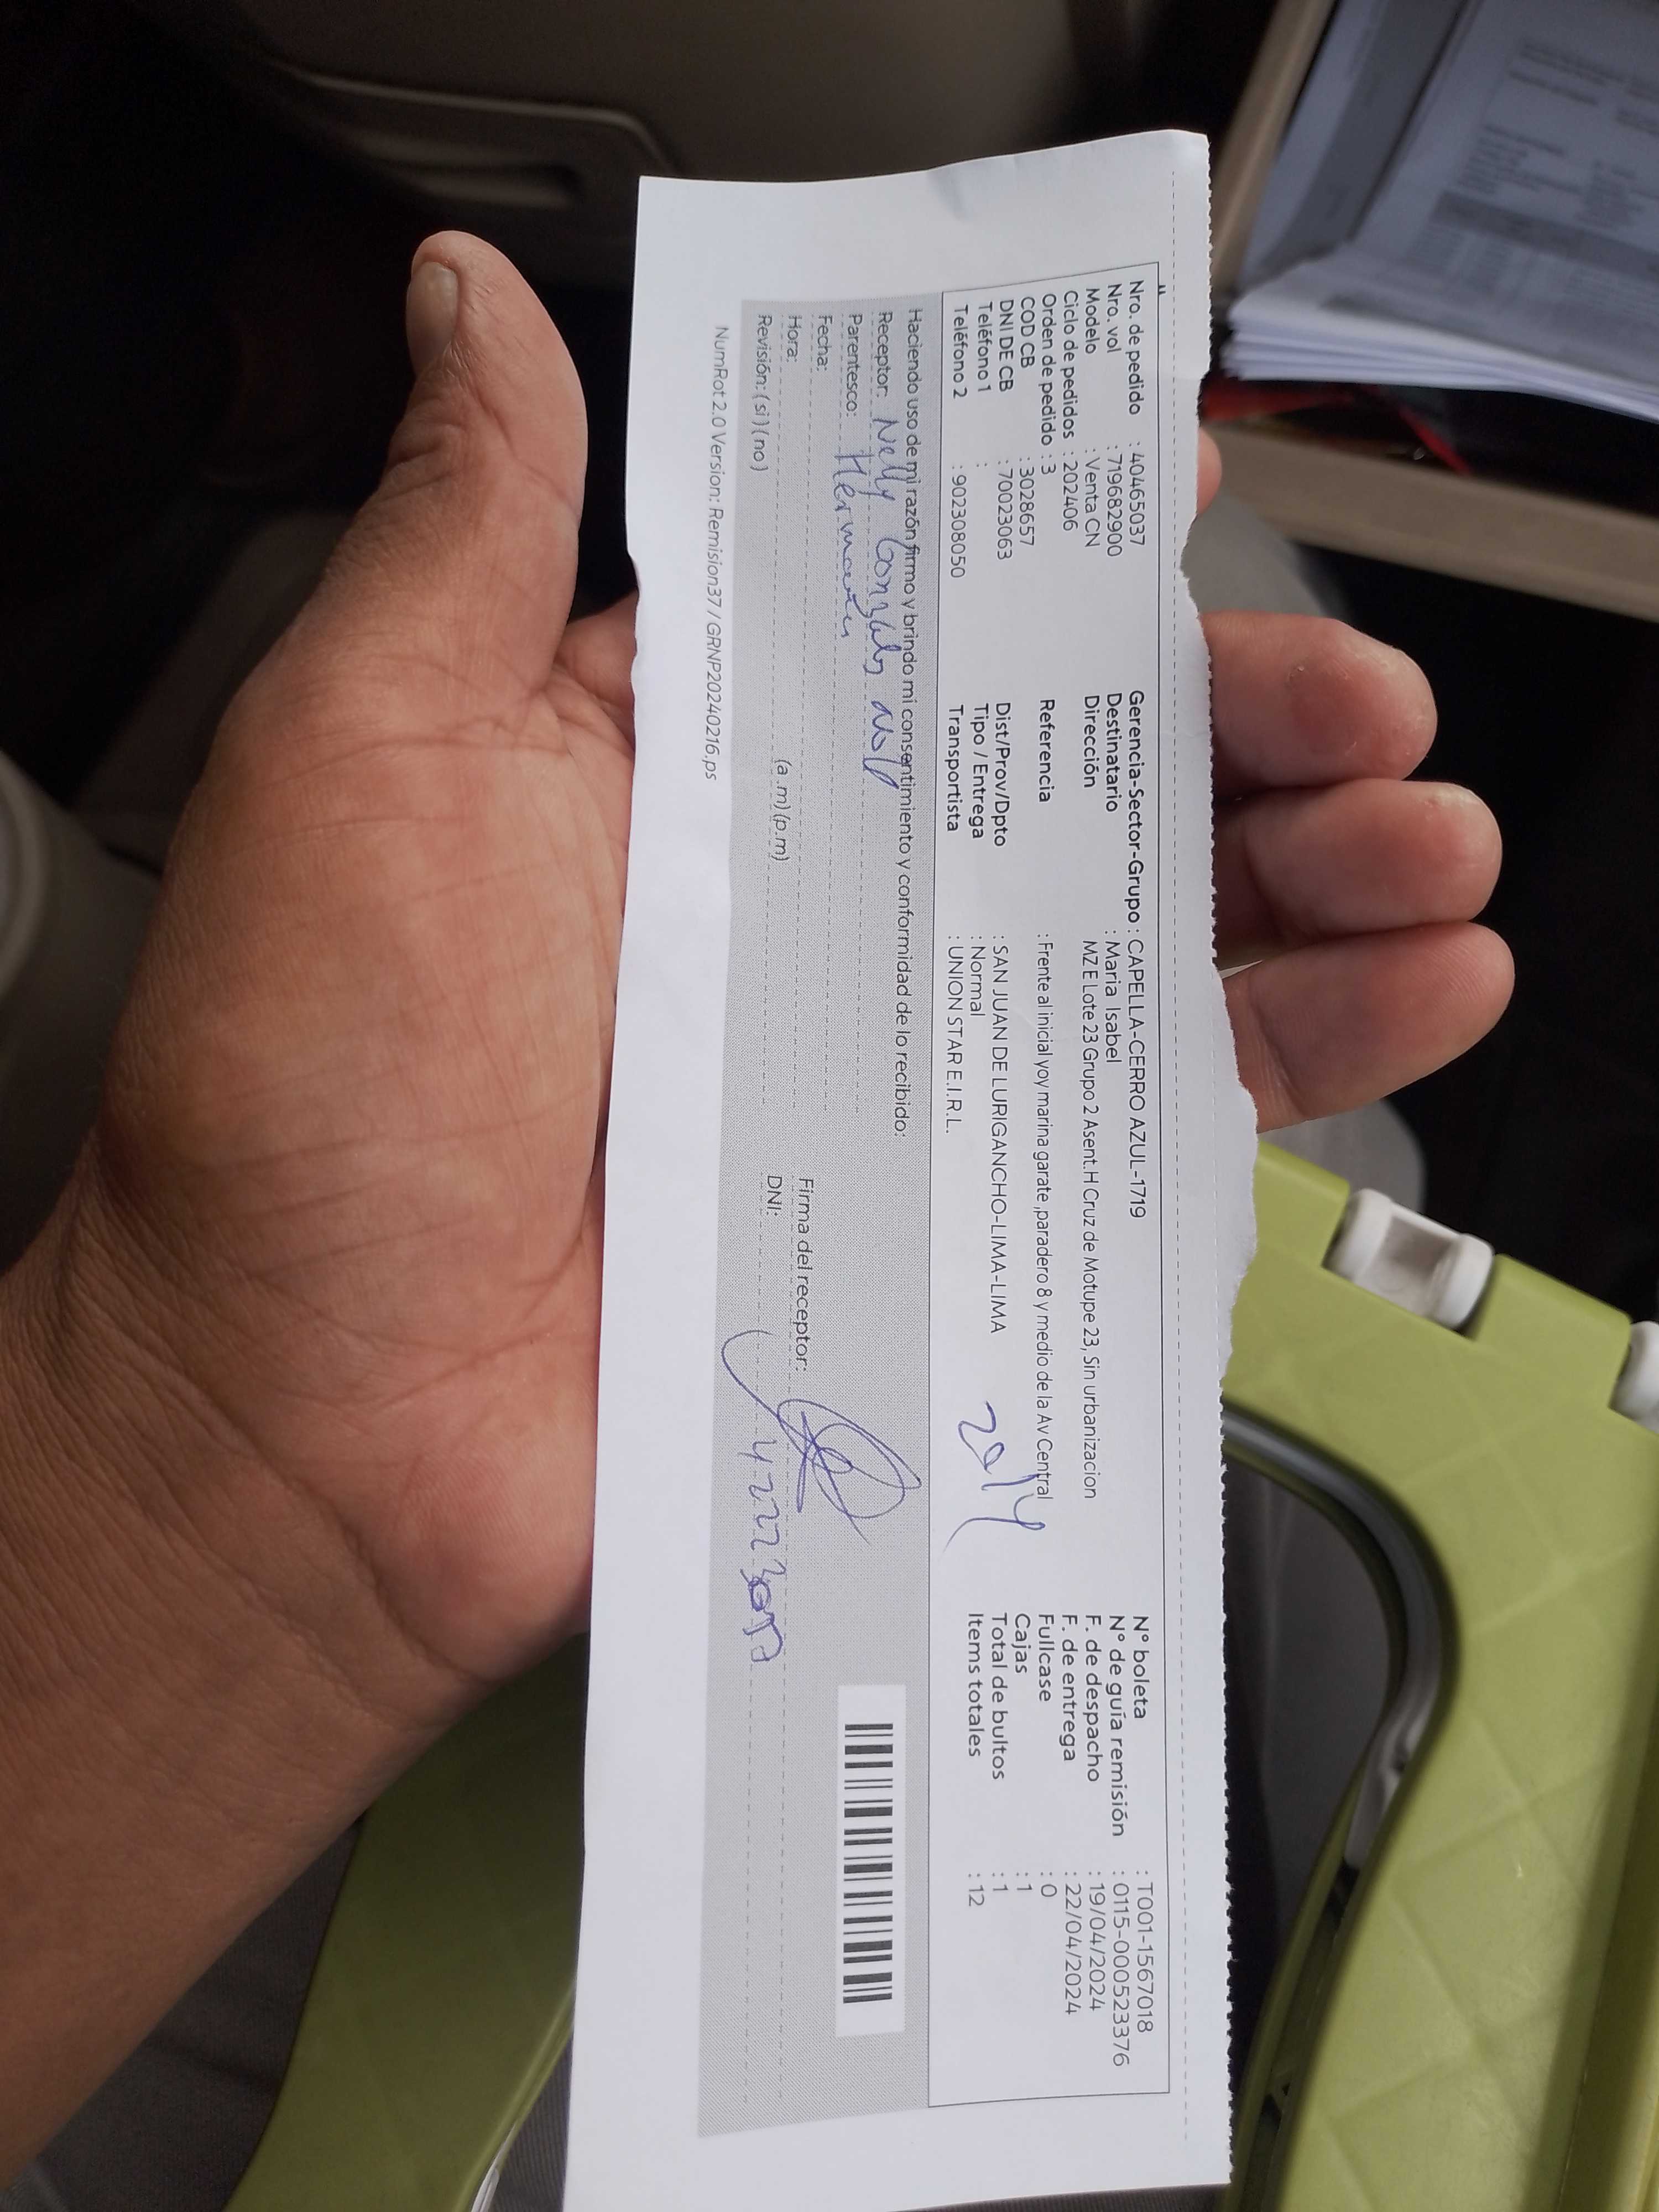 Nro. de pedido : 40465037
Nro. vol : 719682900
Modelo : Venta CN
Ciclo de pedidos : 202406
Orden de pedido : 3
COD CB : 3028657
DNI DE CB : 70023063
Teléfono 1 :
Teléfono 2 : 902308050
Gerencia-Sector-Grupo : CAPELLA-CERRO AZUL-1719
Destinatario : Maria Isabel
Dirección MZ E Lote 23 Grupo 2 Asent.H Cruz de Motupe 23, Sin urbanizacion
Referencia : Frente al inicial yoy marina garate ,paradero 8 y medio de la Av Central
Dist/Prov/Dpto : SAN JUAN DE LURIGANCHO-LIMA-LIMA
Tipo / Entrega : Normal
Transportista : UNION STAR E.I.R.L.
N° boleta : T001-1567018
N° de guía remisión : 0115-000523376
F. de despacho : 19/04/2024
F. de entrega : 22/04/2024
Fullcase : 0
Cajas : 1
Total de bultos : 1
Items totales : 12
Haciendo uso de mi razón firmo y brindo mi consentimiento y conformidad de lo recibido:
Receptor: Nelly
Parentesco:
Fecha:
Hora: (a .m) (p.m)
Revisión: (si) (no)
Firma del receptor:
DNI:
NumRot 2.0 Version: Remision37 / GRNP20240216.ps